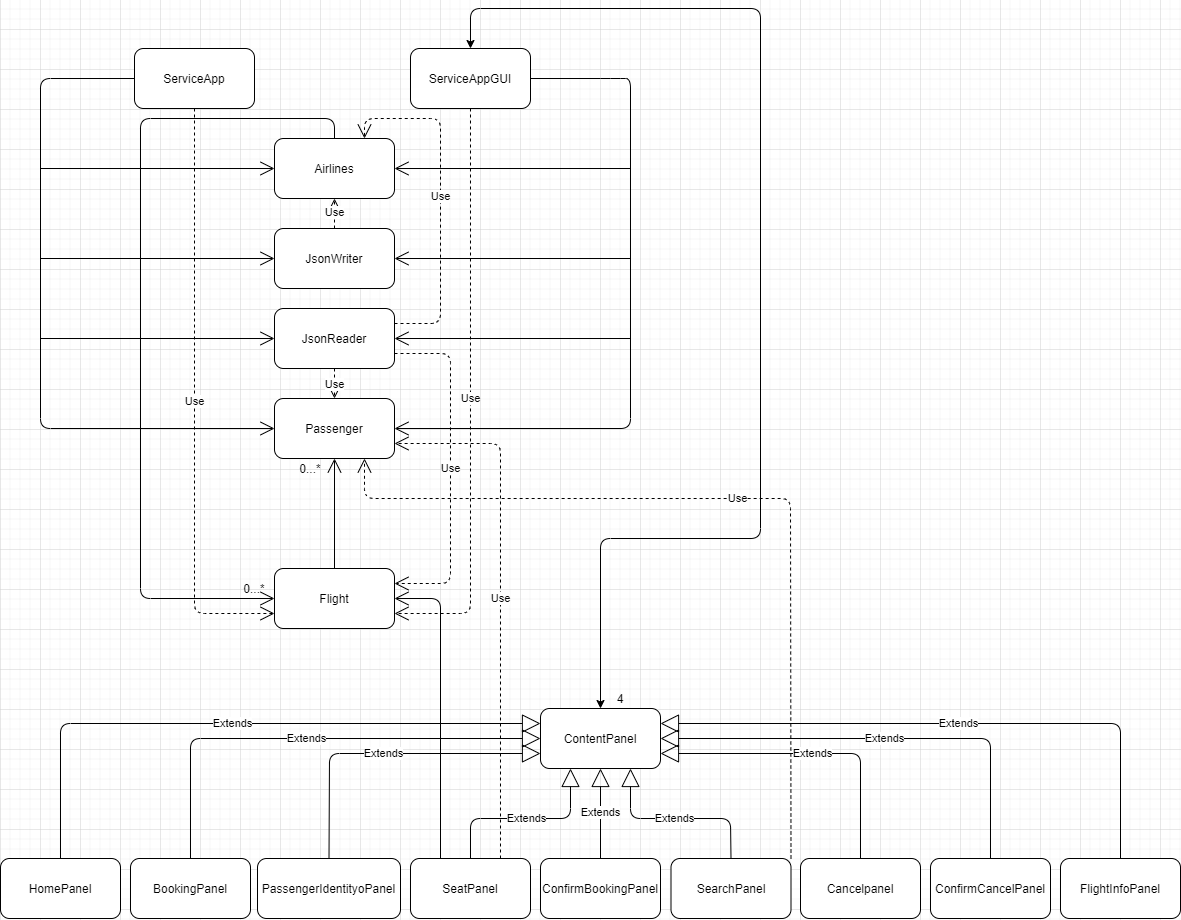 ServiceApp
ServiceAppGUI
Airlines
Use
Use
JsonWriter
JsonReader
Use
Use
Use
Passenger
0...*
Use
Use
0...*
Flight
Use
4
ContentPanel
Extends
Extends
Extends
Extends
Extends
Extends
Extends
Extends
Extends
HomePanel
BookingPanel
PassengerIdentityoPanel
SeatPanel
ConfirmBookingPanel
SearchPanel
Cancelpanel
ConfirmCancelPanel
FlightInfoPanel